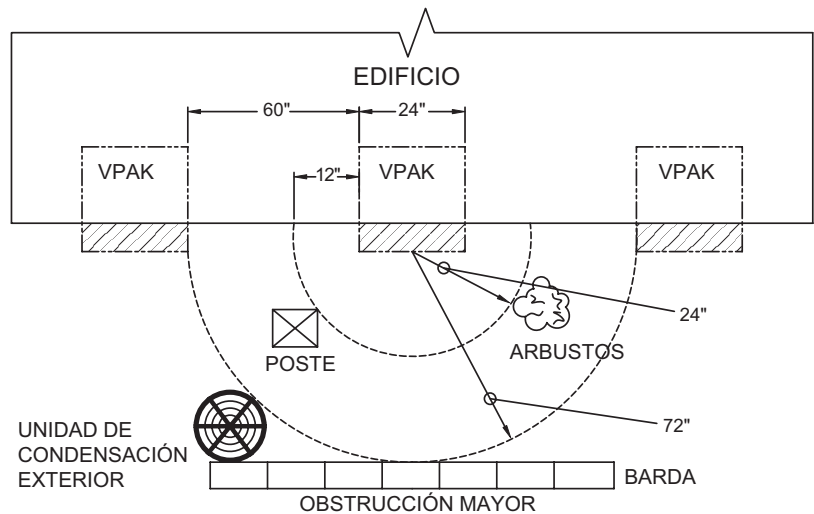 EDIFICIO
60"
24"
VPAK
12"
VPAK
VPAK
24"
ARBUSTOS
POSTE
72"
UNIDAD DE
CONDENSACIÓN
EXTERIOR
BARDA
OBSTRUCCIÓN MAYOR